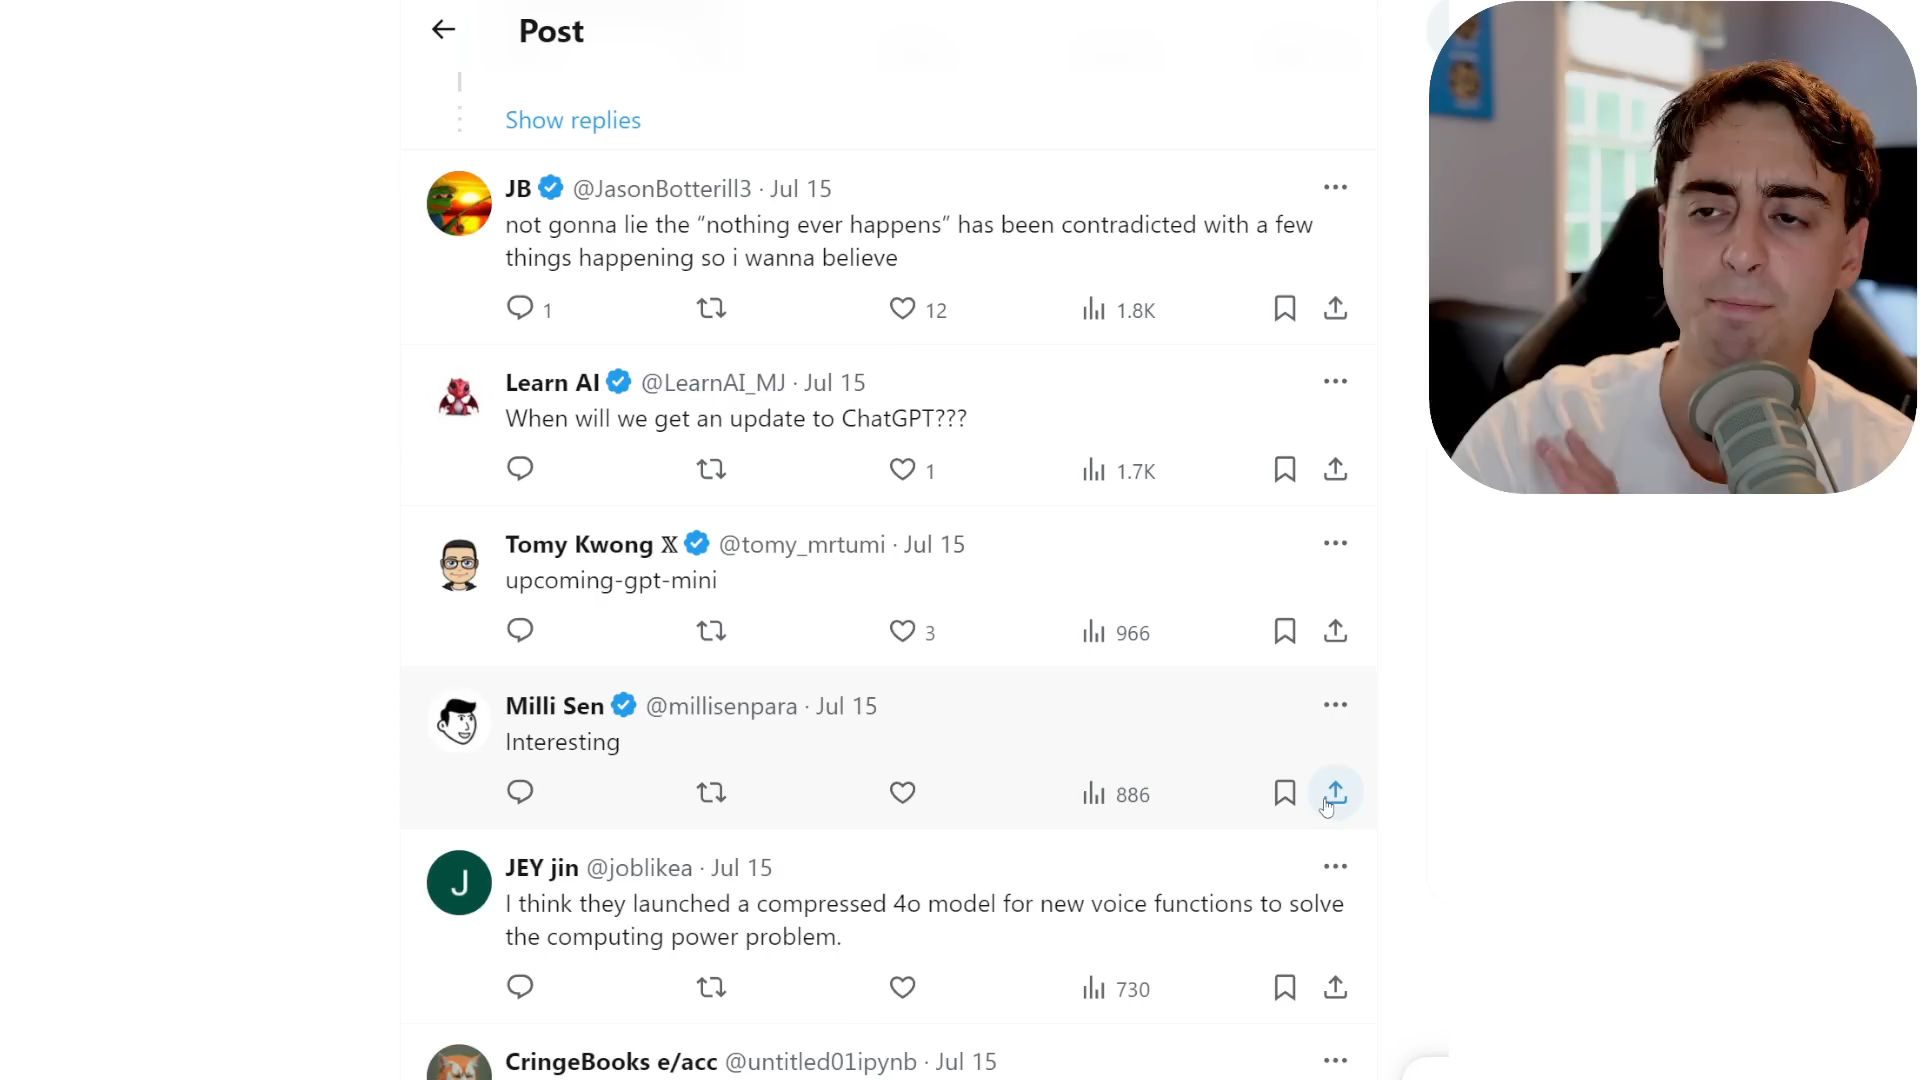 Post
Show replies
JB @JasonBotterill3 · Jul 15
not gonna lie the “nothing ever happens” has been contradicted with a few
things happening so i wanna believe
1 12 1.8K
Learn AI @LearnAI_MJ · Jul 15
When will we get an update to ChatGPT???
1 1.7K
Tomy Kwong 𝕏 @tomy_mrtumi · Jul 15
upcoming-gpt-mini
3 966
Milli Sen @millisenpara · Jul 15
Interesting
886
J
JEY jin @joblikea · Jul 15
I think they launched a compressed 4o model for new voice functions to solve
the computing power problem.
730
CringeBooks e/acc @untitled01ipynb · Jul 15